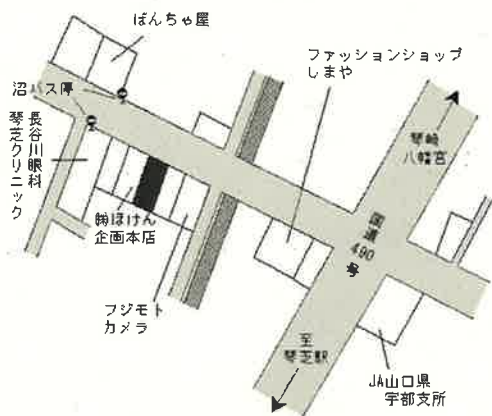 ぽんちゃ屋
ファッションショップ
しまや
沼バス停
琴崎
八幡宮
長谷川眼科
琴芝クリニック
㈱ほけん
企画本店
国道
490
号
フジモト
カメラ
至
琴芝駅
JA山口県
宇部支所